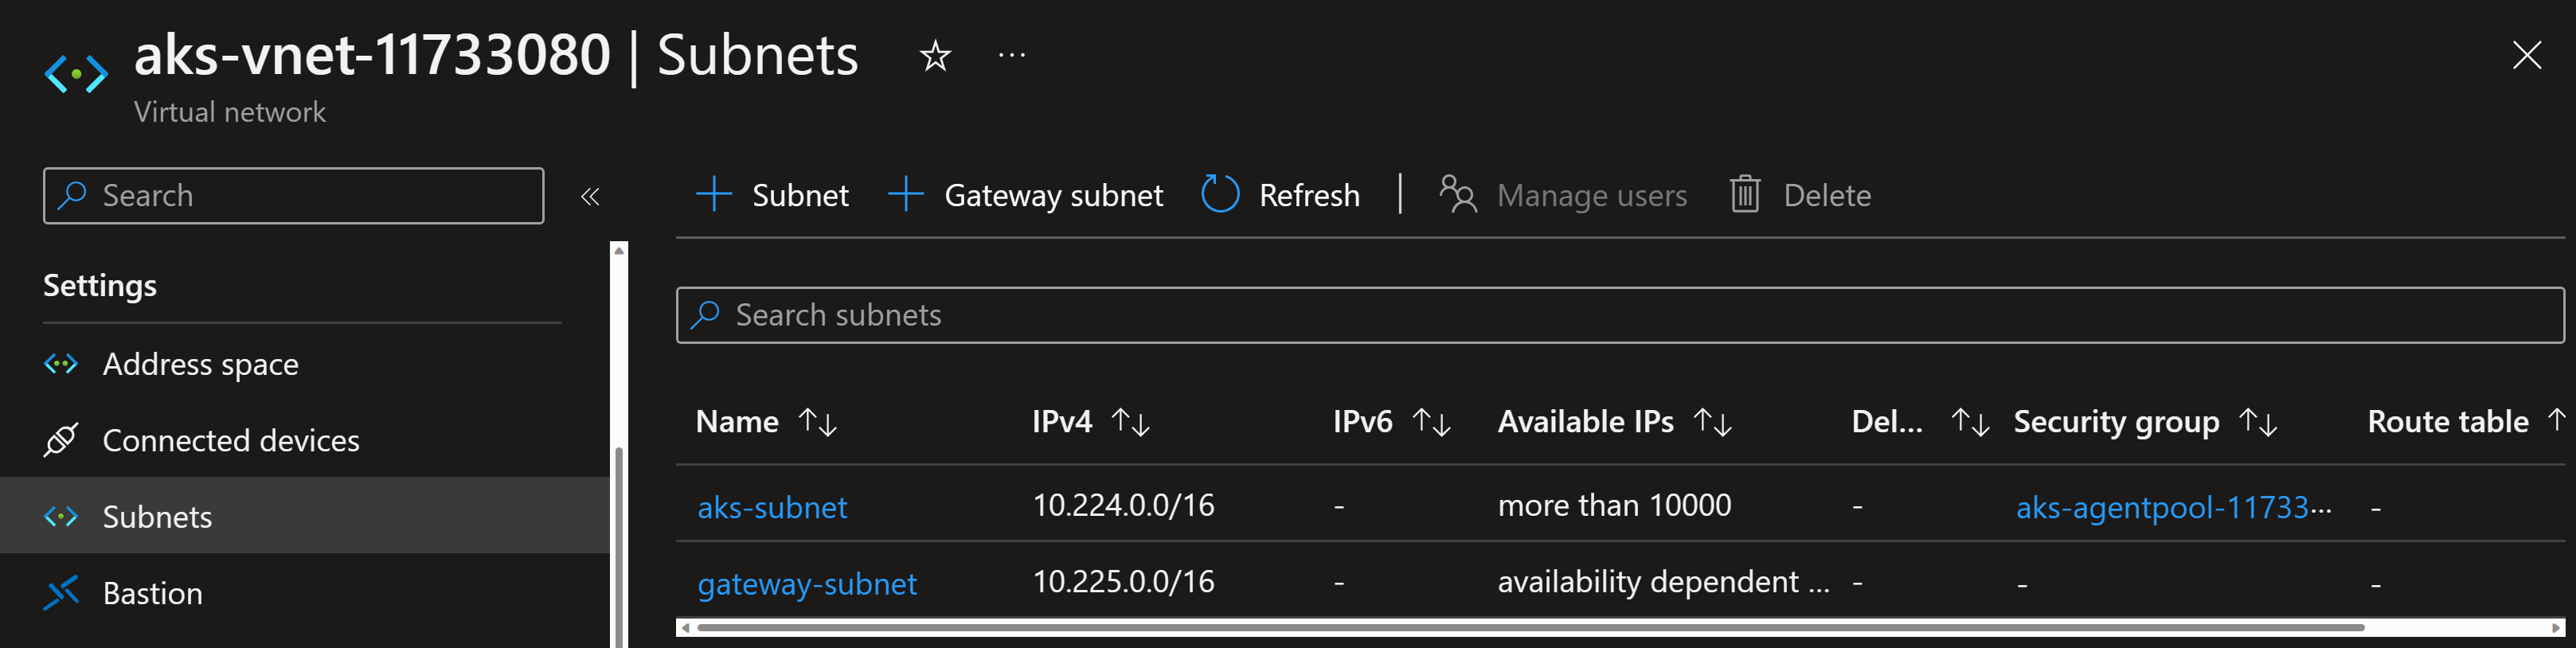 aks-vnet-11733080 | Subnets ☆ ···
Virtual network
Search «
+ Subnet + Gateway subnet Refresh | Manage users Delete
Settings
Search subnets
Address space
Connected devices
Subnets
Bastion
Name ↑↓ IPv4 ↑↓ IPv6 ↑↓ Available IPs ↑↓ Del... ↑↓ Security group ↑↓ Route table ↑
aks-subnet 10.224.0.0/16 - more than 10000 - aks-agentpool-11733··· -
gateway-subnet 10.225.0.0/16 - availability dependent ... - - -